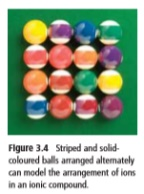 Figure 3.4 Striped and solid-
coloured balls arranged alternately
can model the arrangement of ions
in an ionic compound.